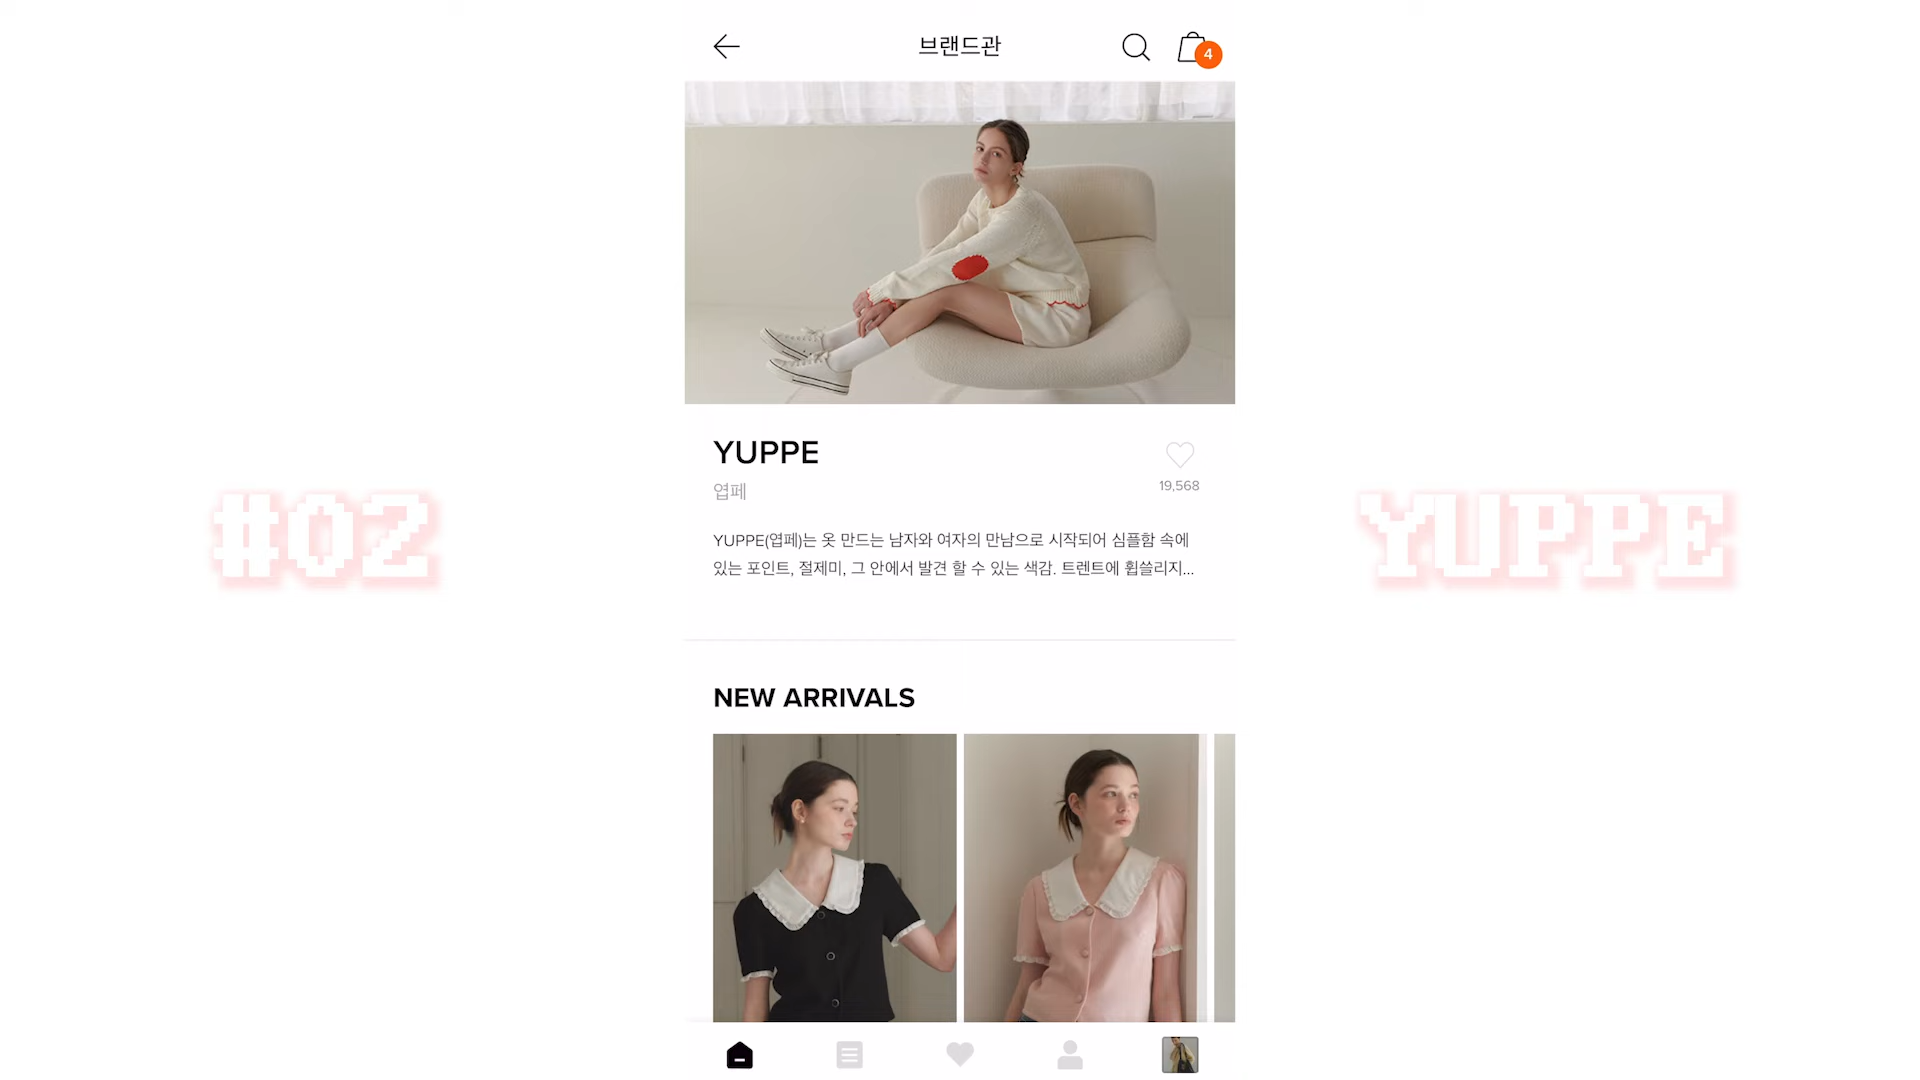 브랜드관
4
YUPPE
엽페
19,568
YUPPE(엽페)는 옷 만드는 남자와 여자의 만남으로 시작되어 심플함 속에
있는 포인트, 절제미, 그 안에서 발견 할 수 있는 색감. 트렌트에 휩쓸리지...
#02
YUPPE
NEW ARRIVALS